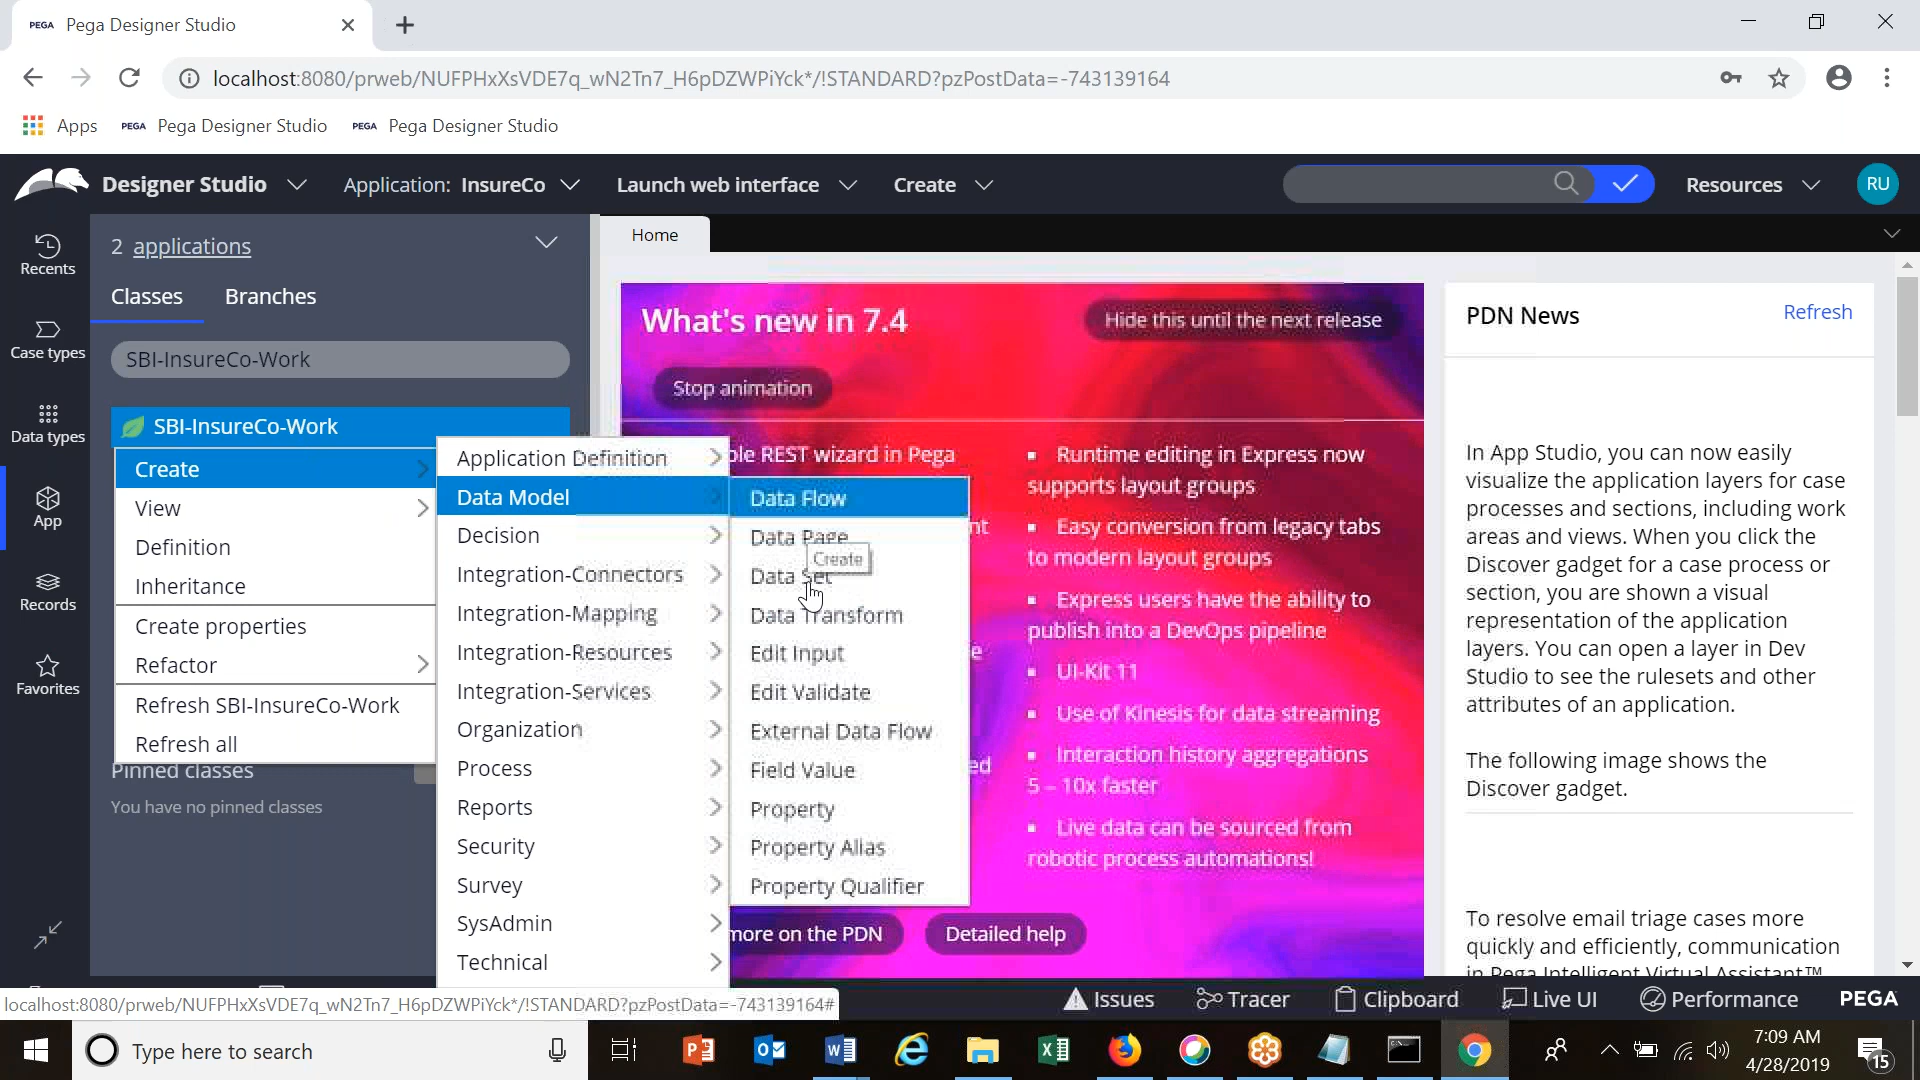 PEGA Pega Designer Studio
localhost:8080/prweb/NUFPHxXsVDE7q_wN2Tn7_H6pDZWPiYck*/!STANDARD?pzPostData=-743139164
Apps PEGA Pega Designer Studio PEGA Pega Designer Studio
Designer Studio Application: InsureCo Launch web interface Create Resources RU
Recents
Case types
Data types
App
Records
Favorites
2 applications
Classes Branches
SBI-InsureCo-Work
SBI-InsureCo-Work
Create
View
Definition
Inheritance
Create properties
Refactor
Refresh SBI-InsureCo-Work
Refresh all
Pinned classes
You have no pinned classes
Application Definition
Data Model
Decision
Integration-Connectors
Integration-Mapping
Integration-Resources
Integration-Services
Organization
Process
Reports
Security
Survey
SysAdmin
Technical
Data Flow
Data Page
Create
Data Set
Data Transform
Edit Input
Edit Validate
External Data Flow
Field Value
Property
Property Alias
Property Qualifier
Home
What's new in 7.4
Hide this until the next release
Stop animation
REST wizard in Pega
Runtime editing in Express now
supports layout groups
Easy conversion from legacy tabs
to modern layout groups
Express users have the ability to
publish into a DevOps pipeline
UI-Kit 11
Use of Kinesis for data streaming
Interaction history aggregations
5 – 10x faster
Live data can be sourced from
robotic process automations!
more on the PDN
Detailed help
PDN News
Refresh
In App Studio, you can now easily
visualize the application layers for case
processes and sections, including work
areas and views. When you click the
Discover gadget for a case process or
section, you are shown a visual
representation of the application
layers. You can open a layer in Dev
Studio to see the rulesets and other
attributes of an application.
The following image shows the
Discover gadget.
To resolve email triage cases more
quickly and efficiently, communication
in Pega Intelligent Virtual Assistant™
localhost:8080/prweb/NUFPHxXsVDE7q_wN2Tn7_H6pDZWPiYck*/!STANDARD?pzPostData=-743139164#
Issues Tracer Clipboard Live UI Performance PEGA
Type here to search
7:09 AM
4/28/2019
15